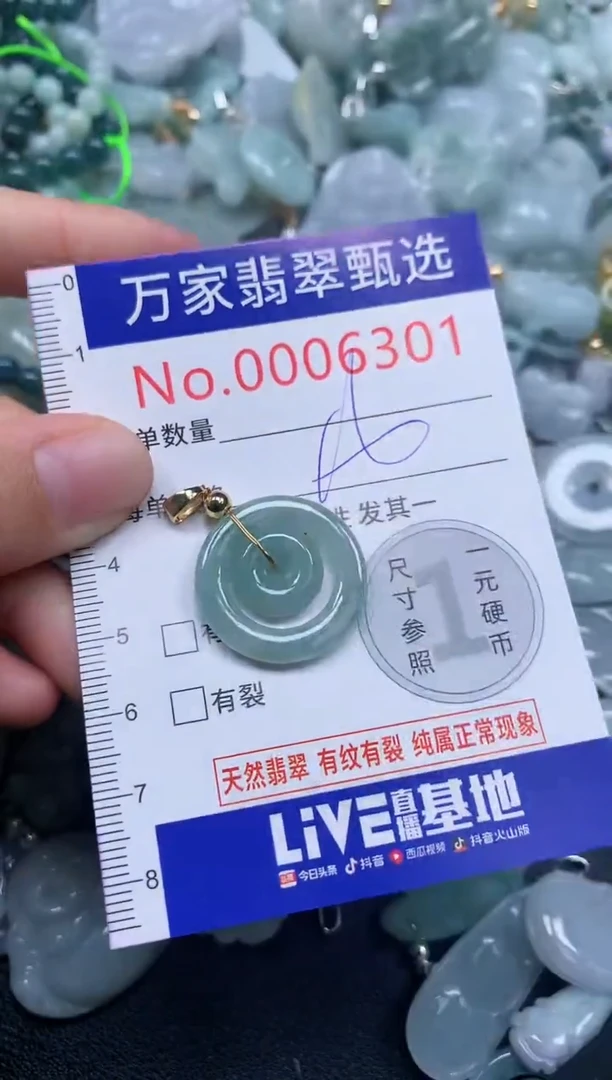 万家翡翠甄选
No.0006301
单数量
性发其一
尺寸参照
一元硬币
1
有裂
天然翡翠 有纹有裂 纯属正常现象
LiVE直播基地
今日头条 抖音 西瓜视频 抖音火山版
0
1
4
5
6
7
8